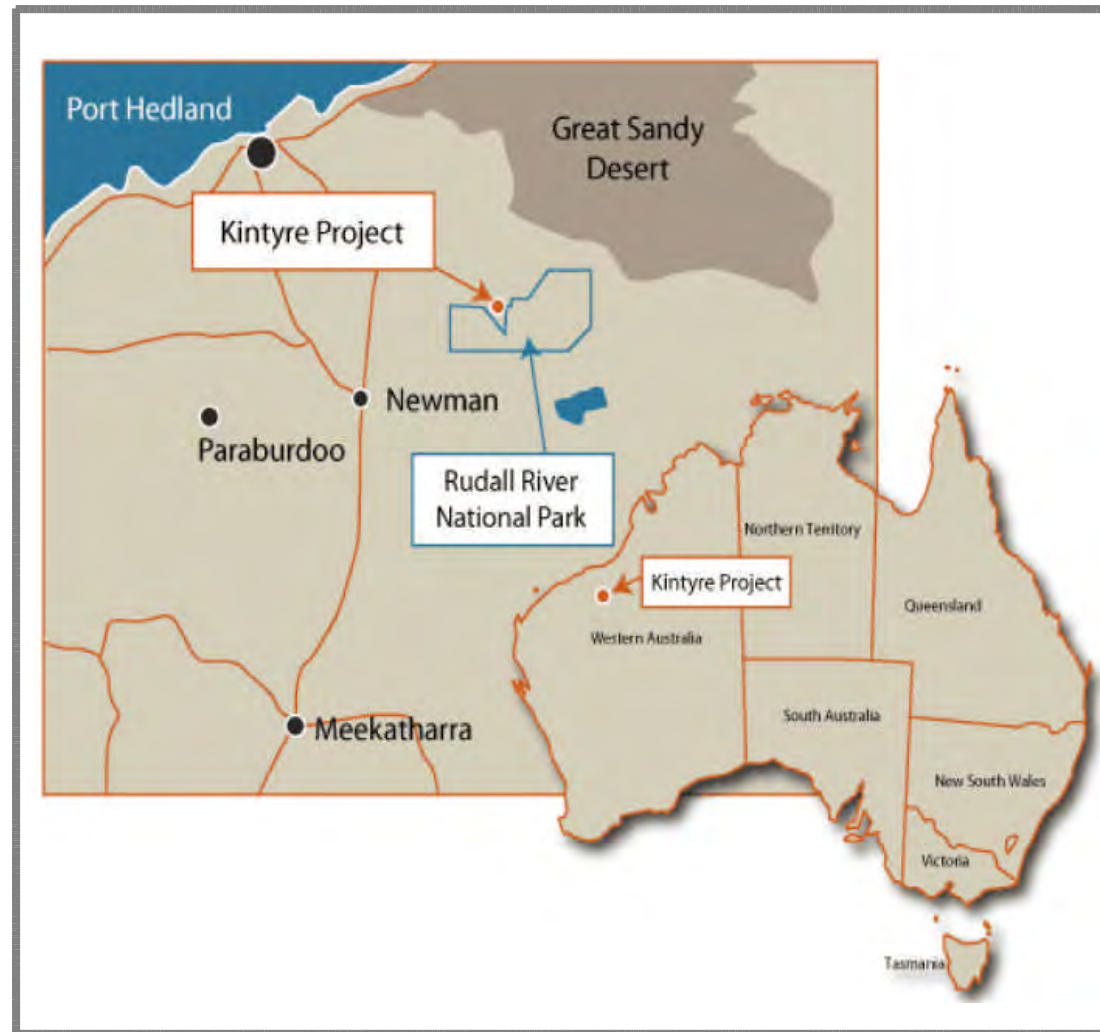 Port Hedland
Great Sandy
Desert
Kintyre Project
Newman
Paraburdoo
Rudall River
National Park
Meekatharra
Northern Territory
Kintyre Project
Queensland
Western Australia
South Australia
New South Wales
Victoria
Tasmania